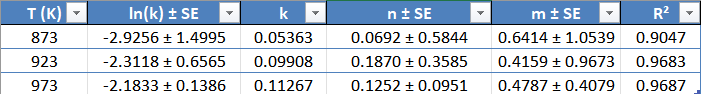 T (K) ln(k) ± SE k n ± SE m ± SE R²
873 -2.9256 ± 1.4995 0.05363 0.0692 ± 0.5844 0.6414 ± 1.0539 0.9047
923 -2.3118 ± 0.6565 0.09908 0.1870 ± 0.3585 0.4159 ± 0.9673 0.9683
973 -2.1833 ± 0.1386 0.11267 0.1252 ± 0.0951 0.4787 ± 0.4079 0.9687